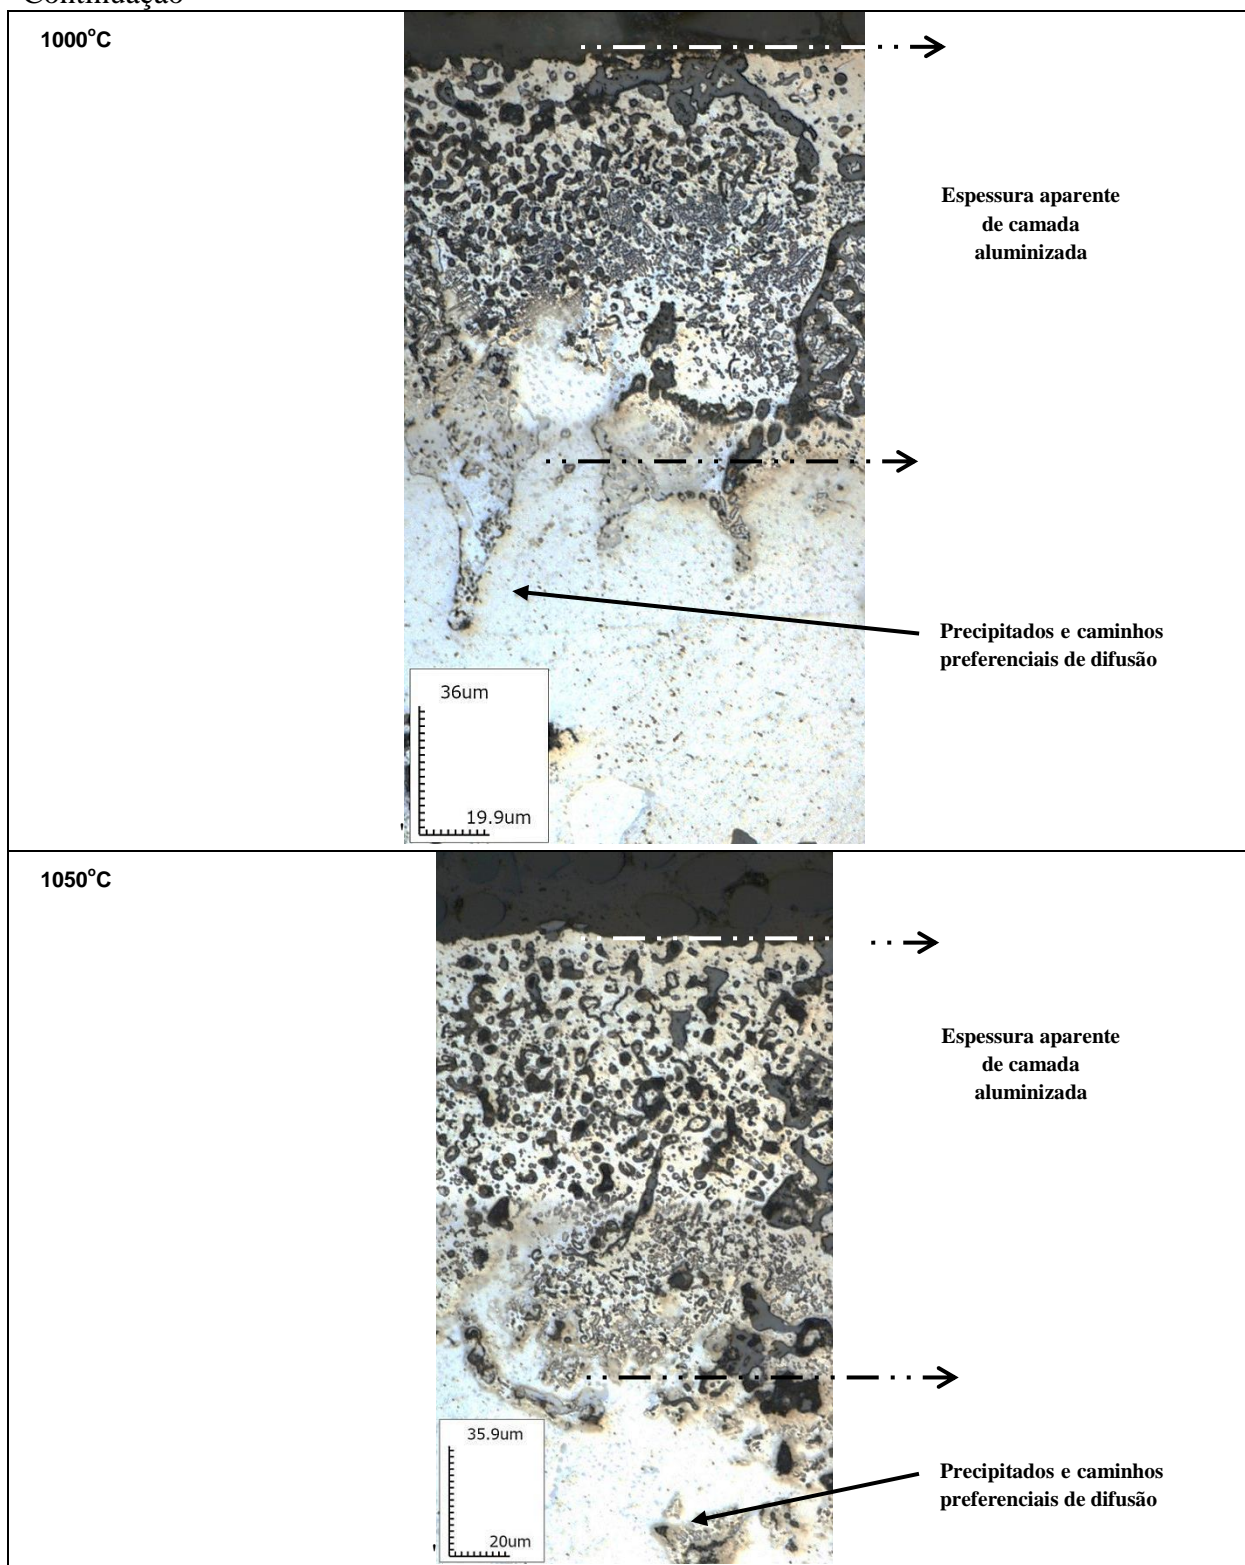 Continuação
1000°C
Espessura aparente
de camada
aluminizada
Precipitados e caminhos
preferenciais de difusão
36um
19.9um
1050°C
Espessura aparente
de camada
aluminizada
35.9um
20um
Precipitados e caminhos
preferenciais de difusão